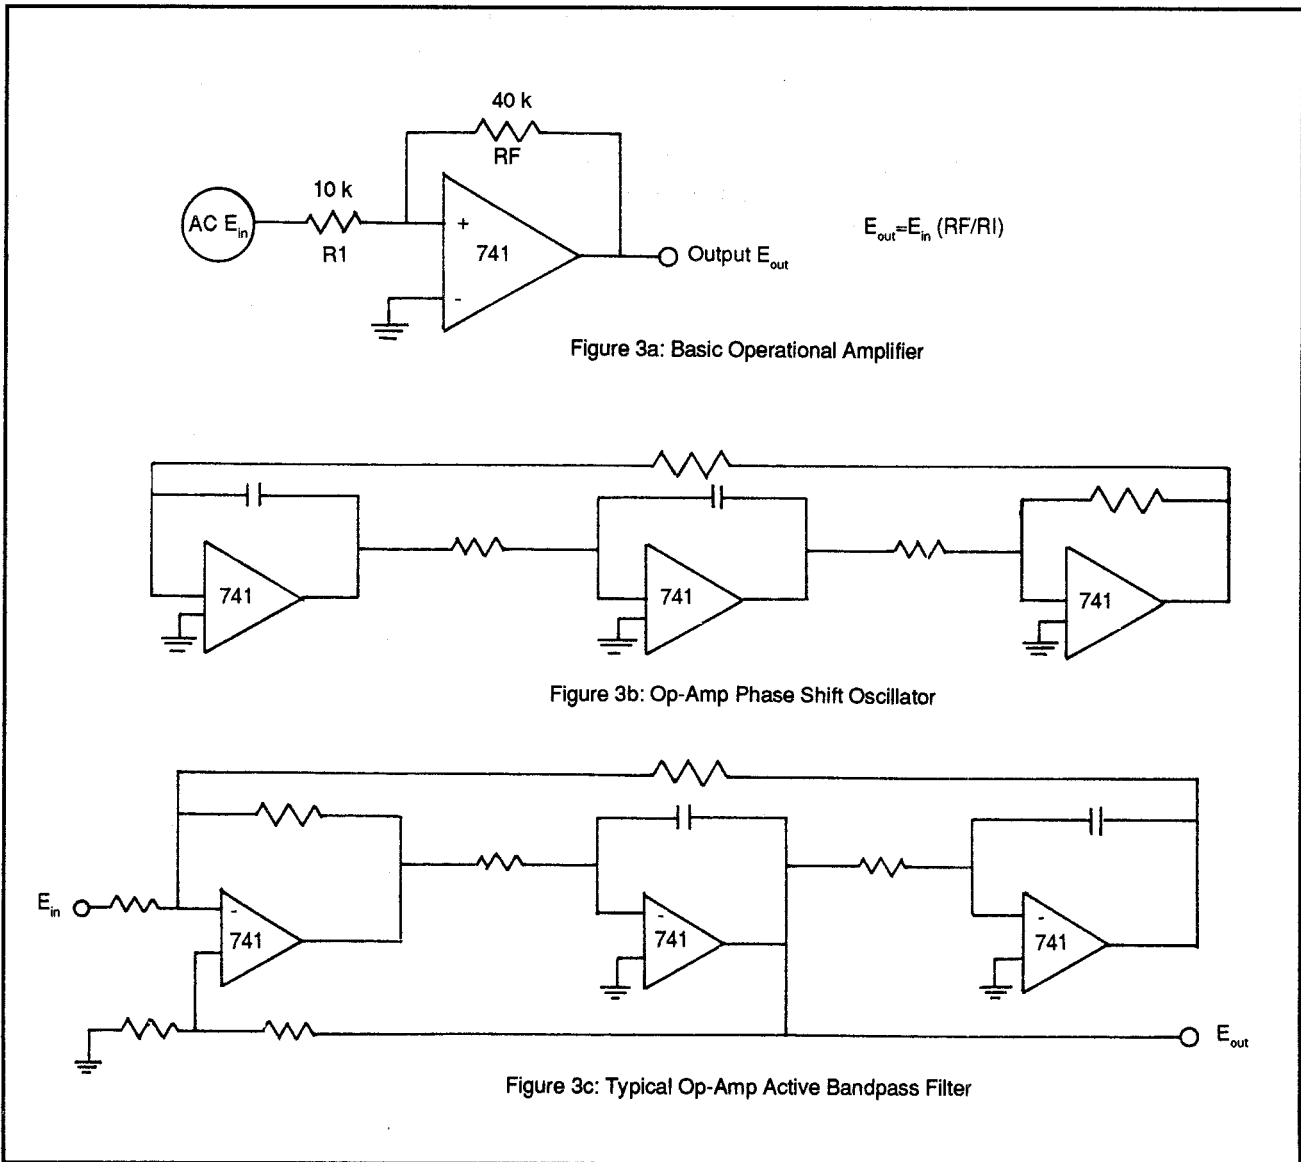 40 k
RF
10 k
AC E_in
R1
+
741
-
Output E_out
E_out=E_in (RF/RI)
Figure 3a: Basic Operational Amplifier
741
741
741
Figure 3b: Op-Amp Phase Shift Oscillator
E_in
-
741
-
741
-
741
E_out
Figure 3c: Typical Op-Amp Active Bandpass Filter